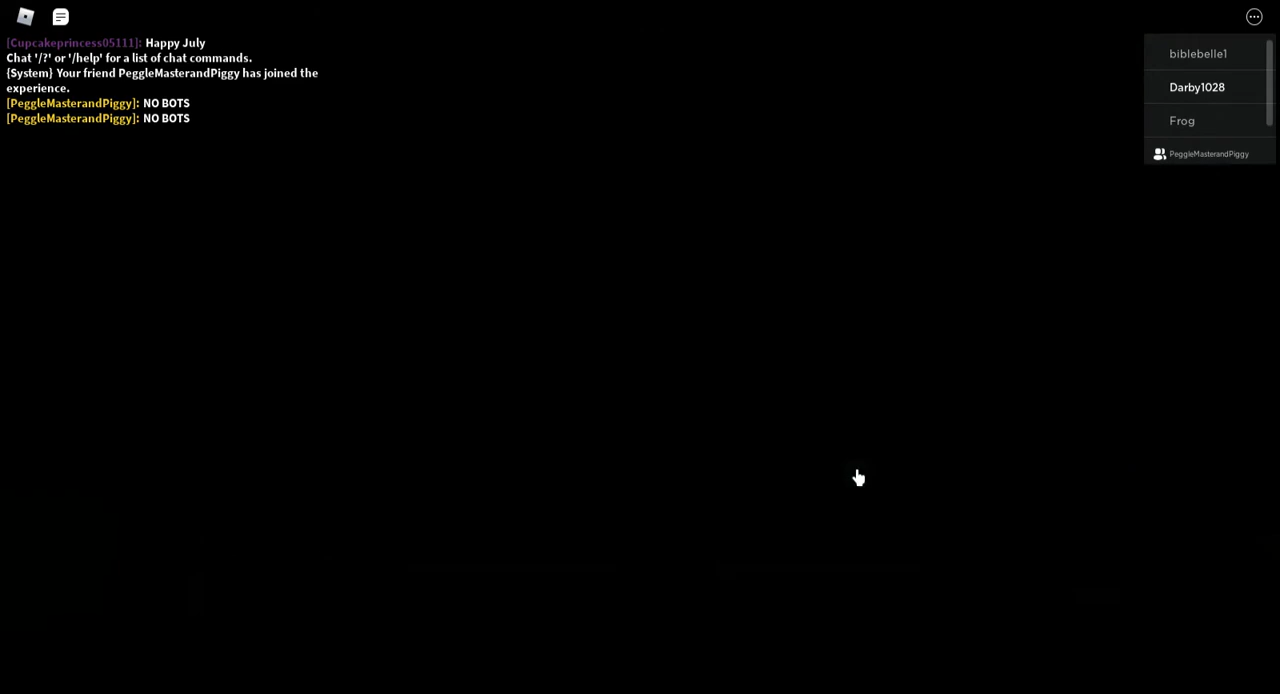 [Cupcakeprincess05111]: Happy July
Chat '/?' or '/help' for a list of chat commands.
{System} Your friend PeggleMasterandPiggy has joined the
experience.
[PeggleMasterandPiggy]: NO BOTS
[PeggleMasterandPiggy]: NO BOTS
biblebelle1
Darby1028
Frog
PeggleMasterandPiggy